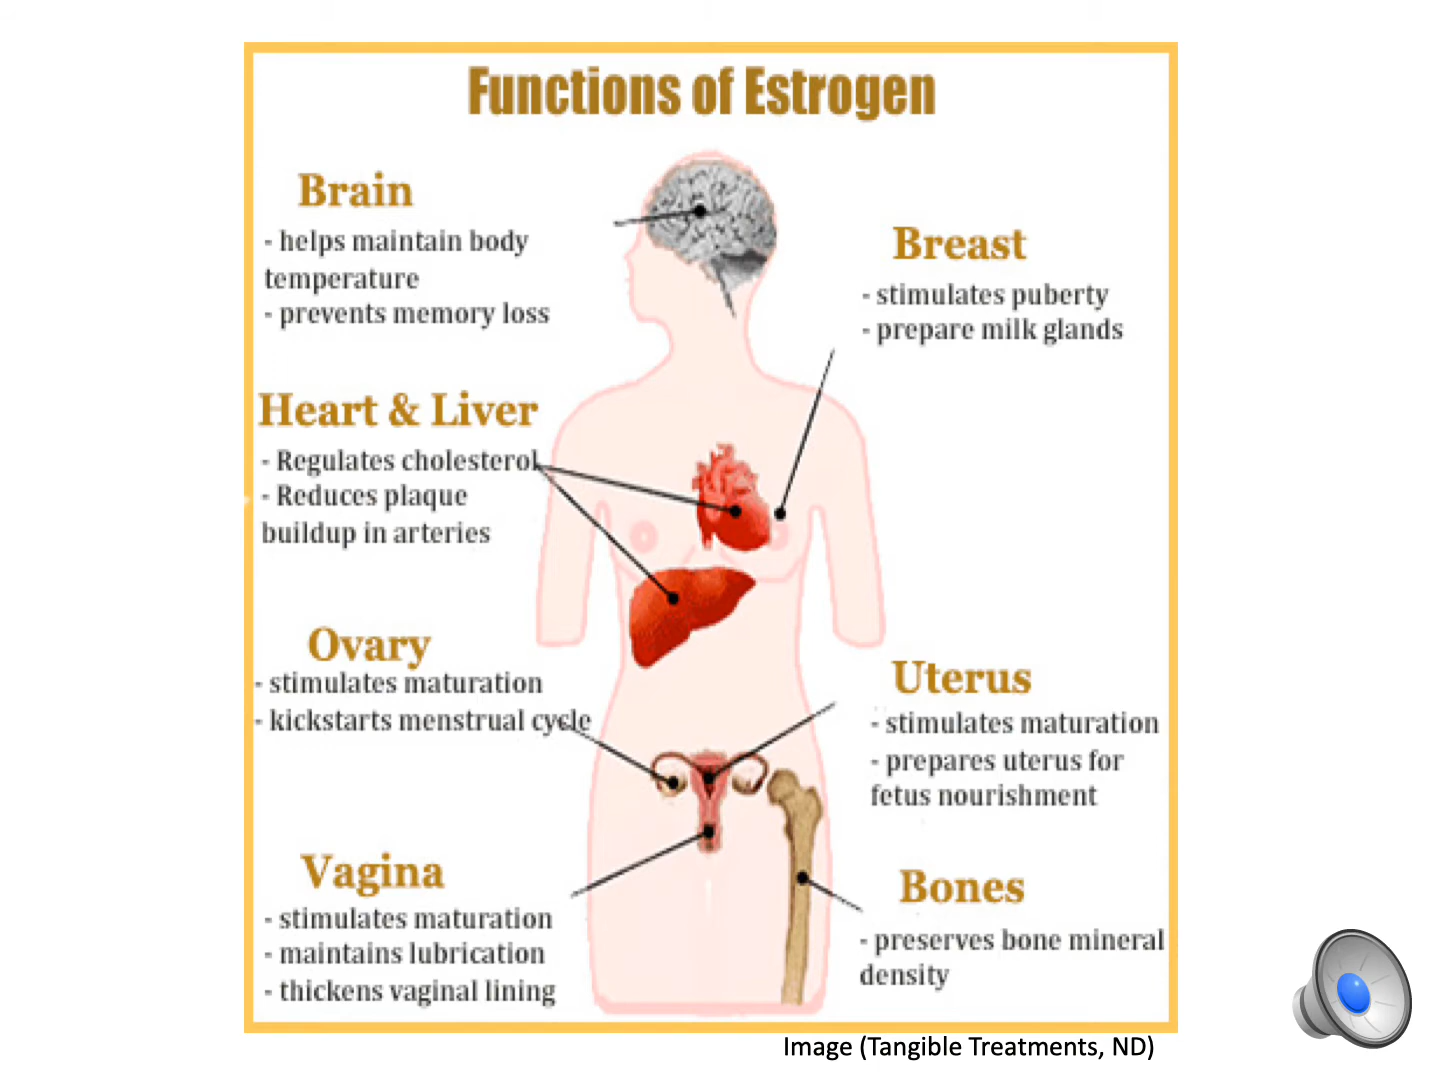 Functions of Estrogen
Brain
- helps maintain body
temperature
- prevents memory loss
Breast
- stimulates puberty
- prepare milk glands
Heart & Liver
- Regulates cholesterol
- Reduces plaque
buildup in arteries
Ovary
- stimulates maturation
- kickstarts menstrual cycle
Uterus
- stimulates maturation
- prepares uterus for
fetus nourishment
Vagina
- stimulates maturation
- maintains lubrication
- thickens vaginal lining
Bones
- preserves bone mineral
density
Image (Tangible Treatments, ND)